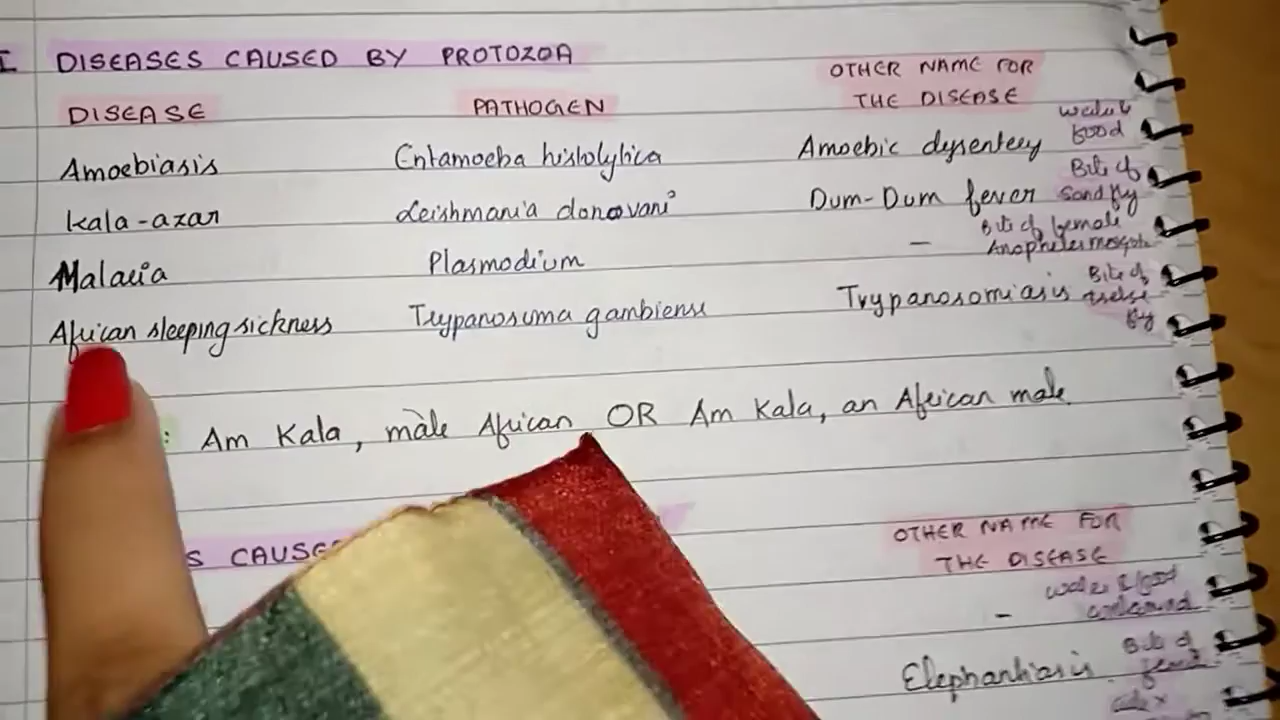 I DISEASES CAUSED BY PROTOZOA
DISEASE PATHOGEN OTHER NAME FOR THE DISEASE
Amoebiasis Entamoeba histolytica Amoebic dysentery water & food
Kala-azar Leishmania donovani Dum-Dum fever Bite of Sandfly
Malaria Plasmodium - Bite of female Anopheles mosqto
African sleeping sickness Trypanosoma gambiense Trypanosomiasis Bite of tsetse fly
: Am Kala, male African OR Am Kala, an African male
S CAUSE
OTHER NAME FOR
THE DISEASE
- water & food
Elephantiasis Bite of